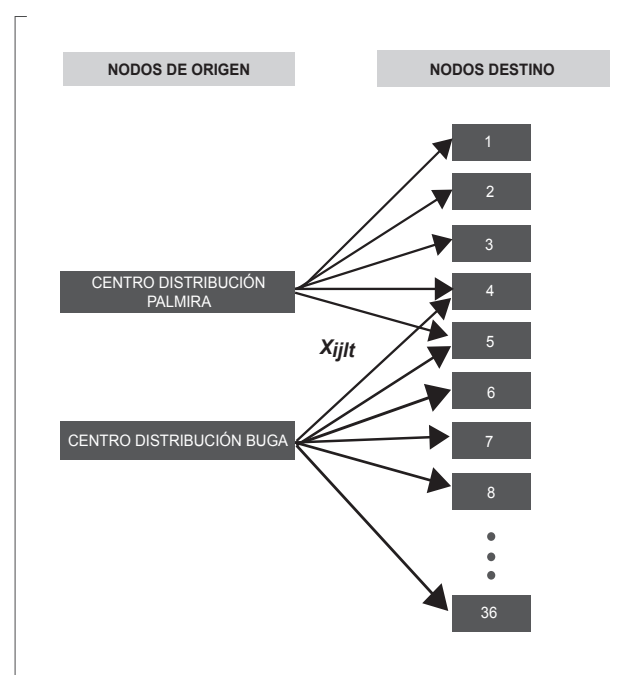 NODOS DE ORIGEN
NODOS DESTINO
1
2
3
CENTRO DISTRIBUCIÓN
PALMIRA
4
Xijlt
5
6
CENTRO DISTRIBUCIÓN BUGA
7
8
36